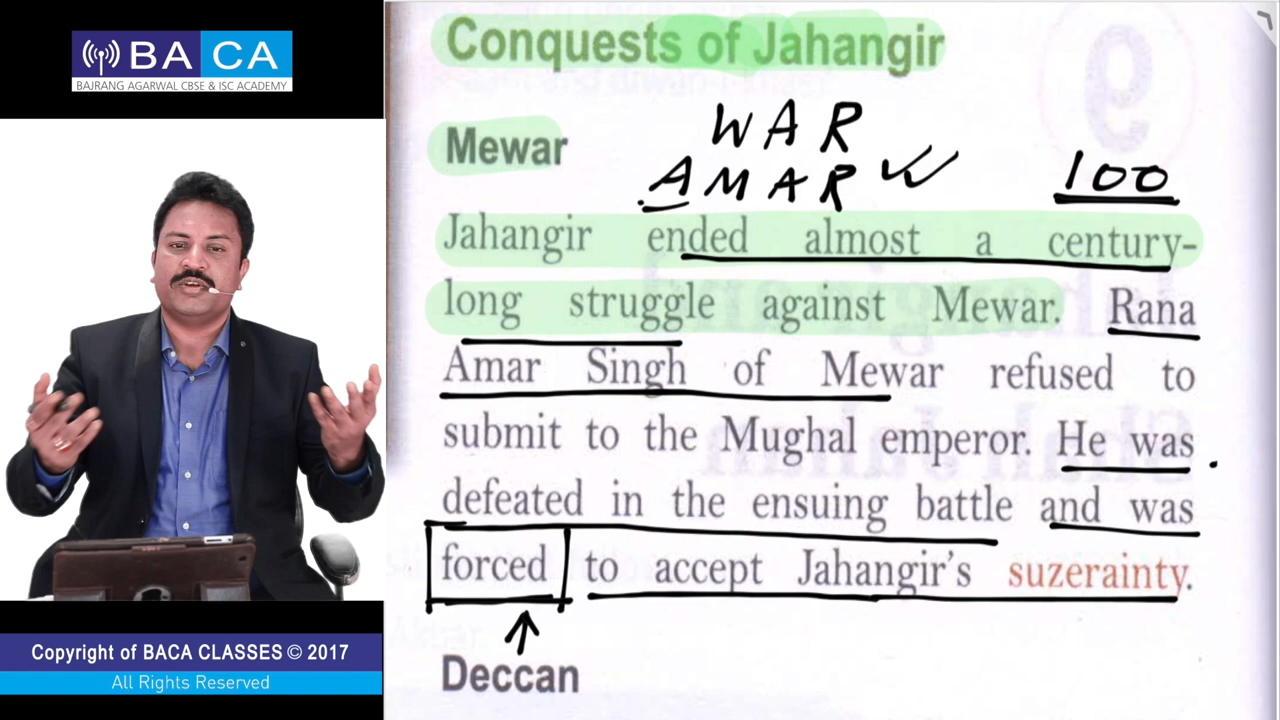 BACA
BAJRANG AGARWAL CBSE & ISC ACADEMY
Conquests of Jahangir
WAR
Mewar
AMAR
100
Jahangir ended almost a century-
long struggle against Mewar. Rana
Amar Singh of Mewar refused to
submit to the Mughal emperor. He was
defeated in the ensuing battle and was
forced to accept Jahangir's suzerainty.
Deccan
Copyright of BACA CLASSES © 2017
All Rights Reserved